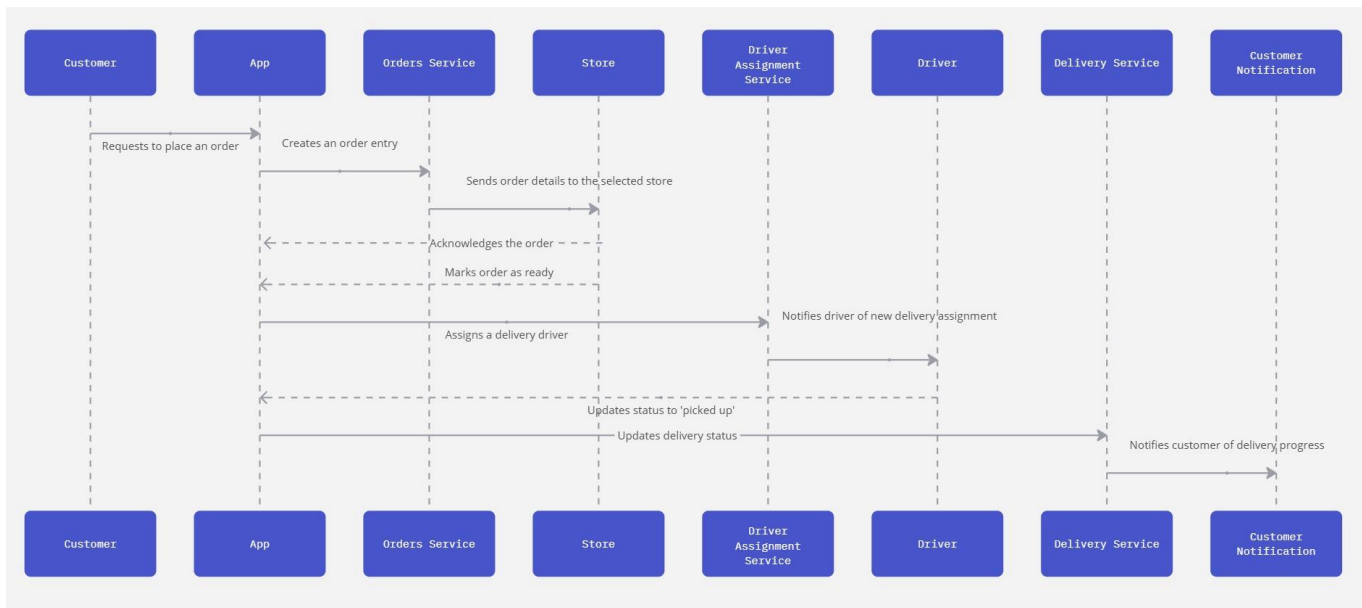 Customer
App
Orders Service
Store
Driver
Assignment
Service
Driver
Delivery Service
Customer
Notification
Requests to place an order
Creates an order entry
Sends order details to the selected store
Acknowledges the order
Marks order as ready
Assigns a delivery driver
Notifies driver of new delivery assignment
Updates status to 'picked up'
Updates delivery status
Notifies customer of delivery progress
Customer
App
Orders Service
Store
Driver
Assignment
Service
Driver
Delivery Service
Customer
Notification